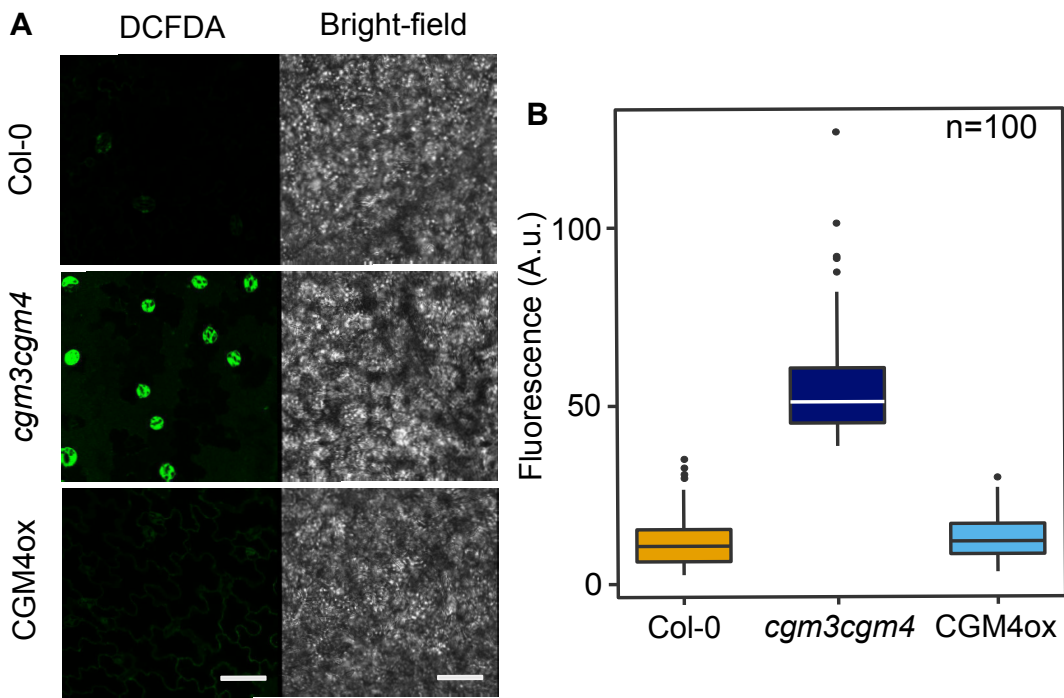 A
DCFDA
Bright-field
Col-0
cgm3cgm4
CGM4ox
B
n=100
Fluorescence (A.u.)
100
50
0
Col-0
cgm3cgm4
CGM4ox